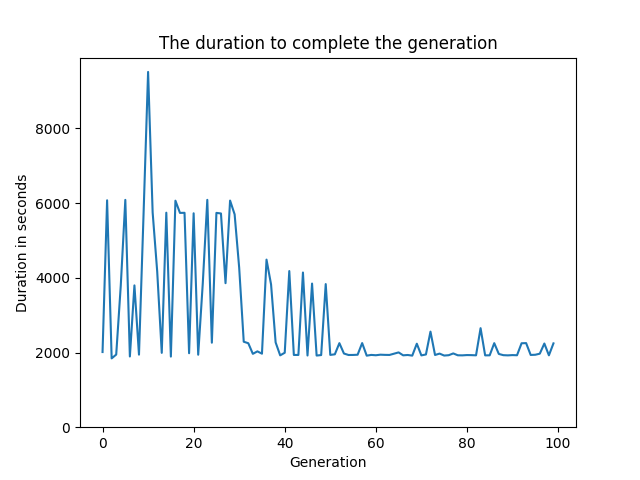 The duration to complete the generation
Duration in seconds
8000
6000
4000
2000
0
0 20 40 60 80 100
Generation